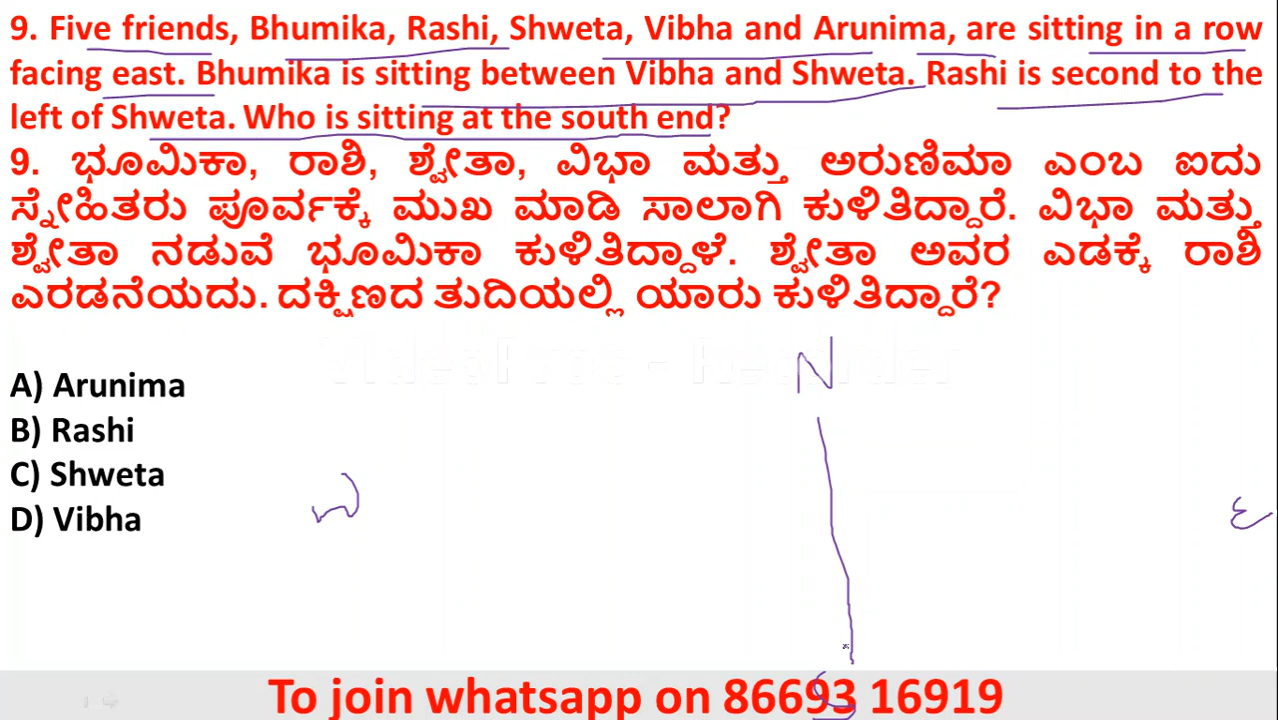 9. Five friends, Bhumika, Rashi, Shweta, Vibha and Arunima, are sitting in a row
facing east. Bhumika is sitting between Vibha and Shweta. Rashi is second to the
left of Shweta. Who is sitting at the south end?
9. ಭೂಮಿಕಾ, ರಾಶಿ, ಶ್ವೇತಾ, ವಿಭಾ ಮತ್ತು ಅರುಣಿಮಾ ಎಂಬ ಐದು
ಸ್ನೇಹಿತರು ಪೂರ್ವಕ್ಕೆ ಮುಖ ಮಾಡಿ ಸಾಲಾಗಿ ಕುಳಿತಿದ್ದಾರೆ. ವಿಭಾ ಮತ್ತು
ಶ್ವೇತಾ ನಡುವೆ ಭೂಮಿಕಾ ಕುಳಿತಿದ್ದಾಳೆ. ಶ್ವೇತಾ ಅವರ ಎಡಕ್ಕೆ ರಾಶಿ
ಎರಡನೆಯದು. ದಕ್ಷಿಣದ ತುದಿಯಲ್ಲಿ ಯಾರು ಕುಳಿತಿದ್ದಾರೆ?
VideoProc - Recorder
N
A) Arunima
B) Rashi
C) Shweta
D) Vibha
W
E
S
To join whatsapp on 86693 16919